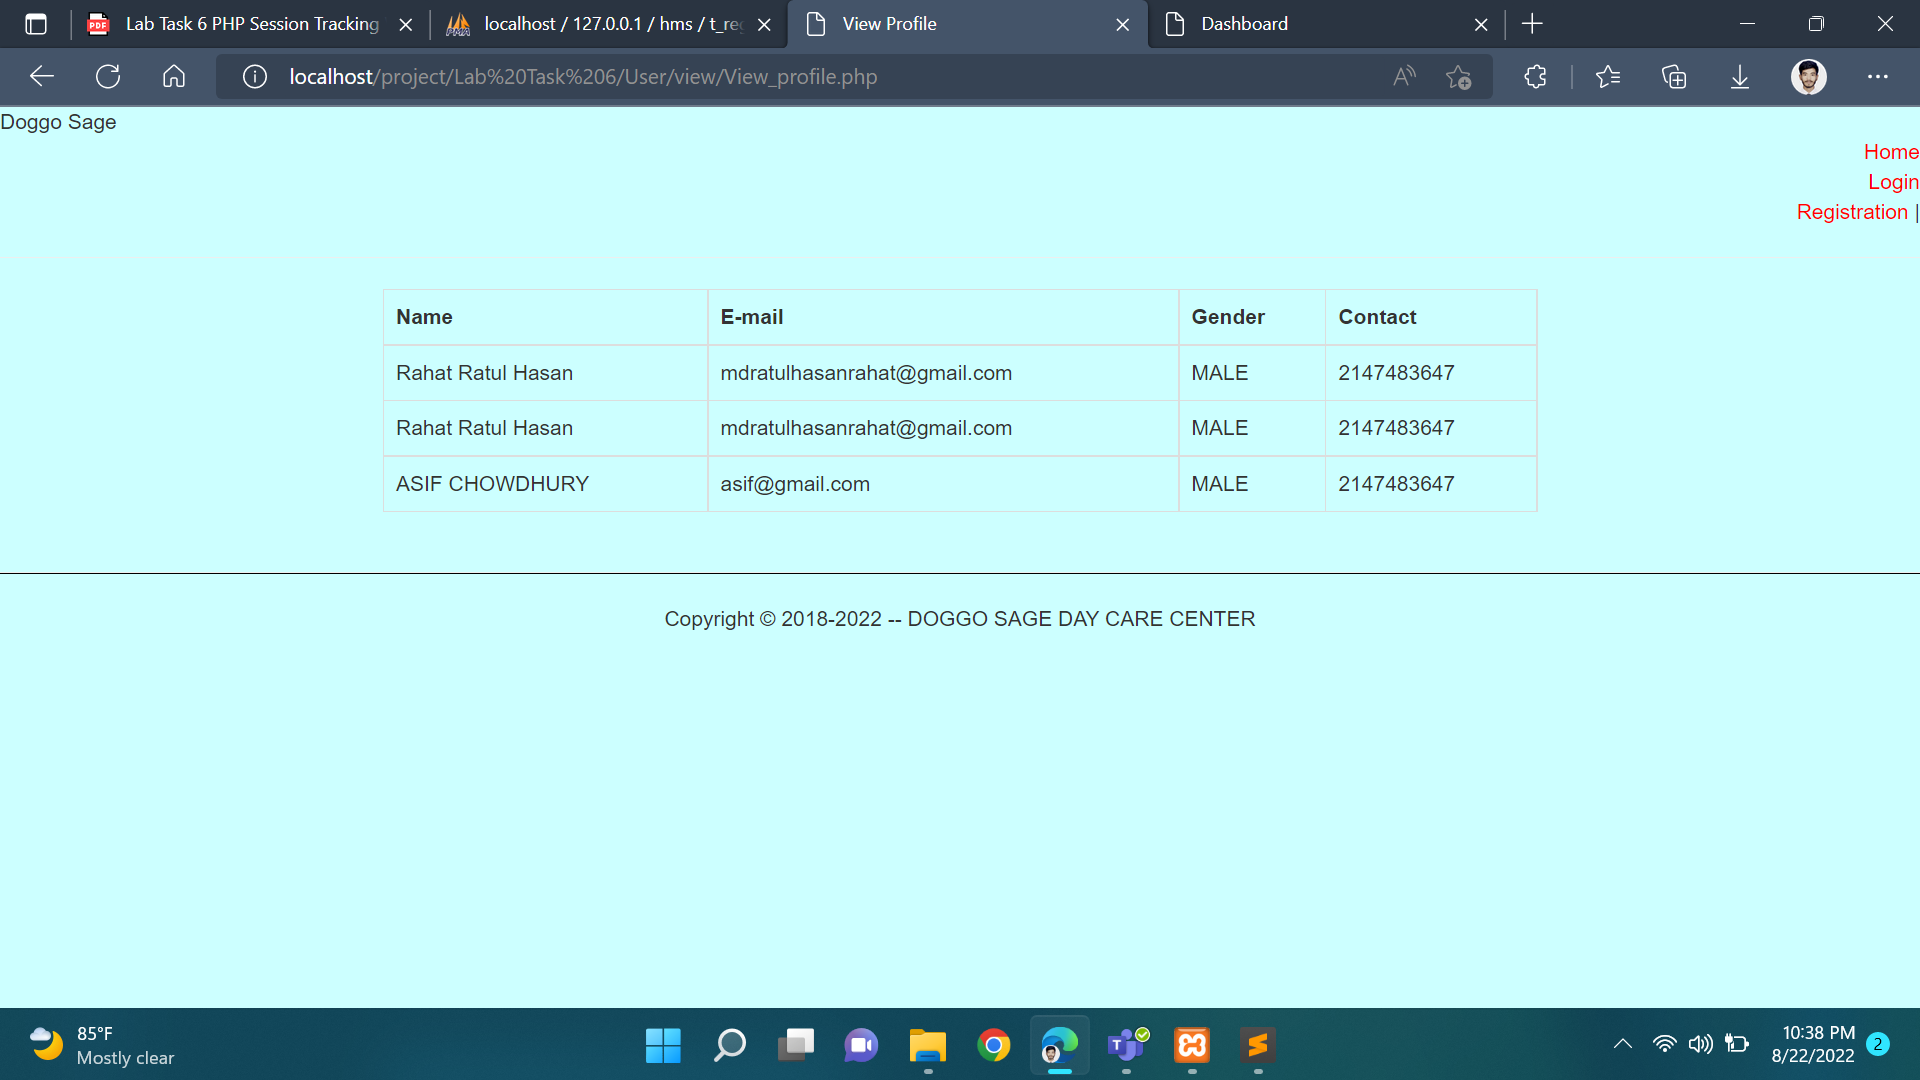 Lab Task 6 PHP Session Tracking
localhost / 127.0.0.1 / hms / t_reg
View Profile
Dashboard
localhost/project/Lab%20Task%206/User/view/View_profile.php
Doggo Sage
Home
Login
Registration |
Name E-mail Gender Contact
Rahat Ratul Hasan mdratulhasanrahat@gmail.com MALE 2147483647
Rahat Ratul Hasan mdratulhasanrahat@gmail.com MALE 2147483647
ASIF CHOWDHURY asif@gmail.com MALE 2147483647
Copyright © 2018-2022 -- DOGGO SAGE DAY CARE CENTER
85°F
Mostly clear
10:38 PM
8/22/2022
2